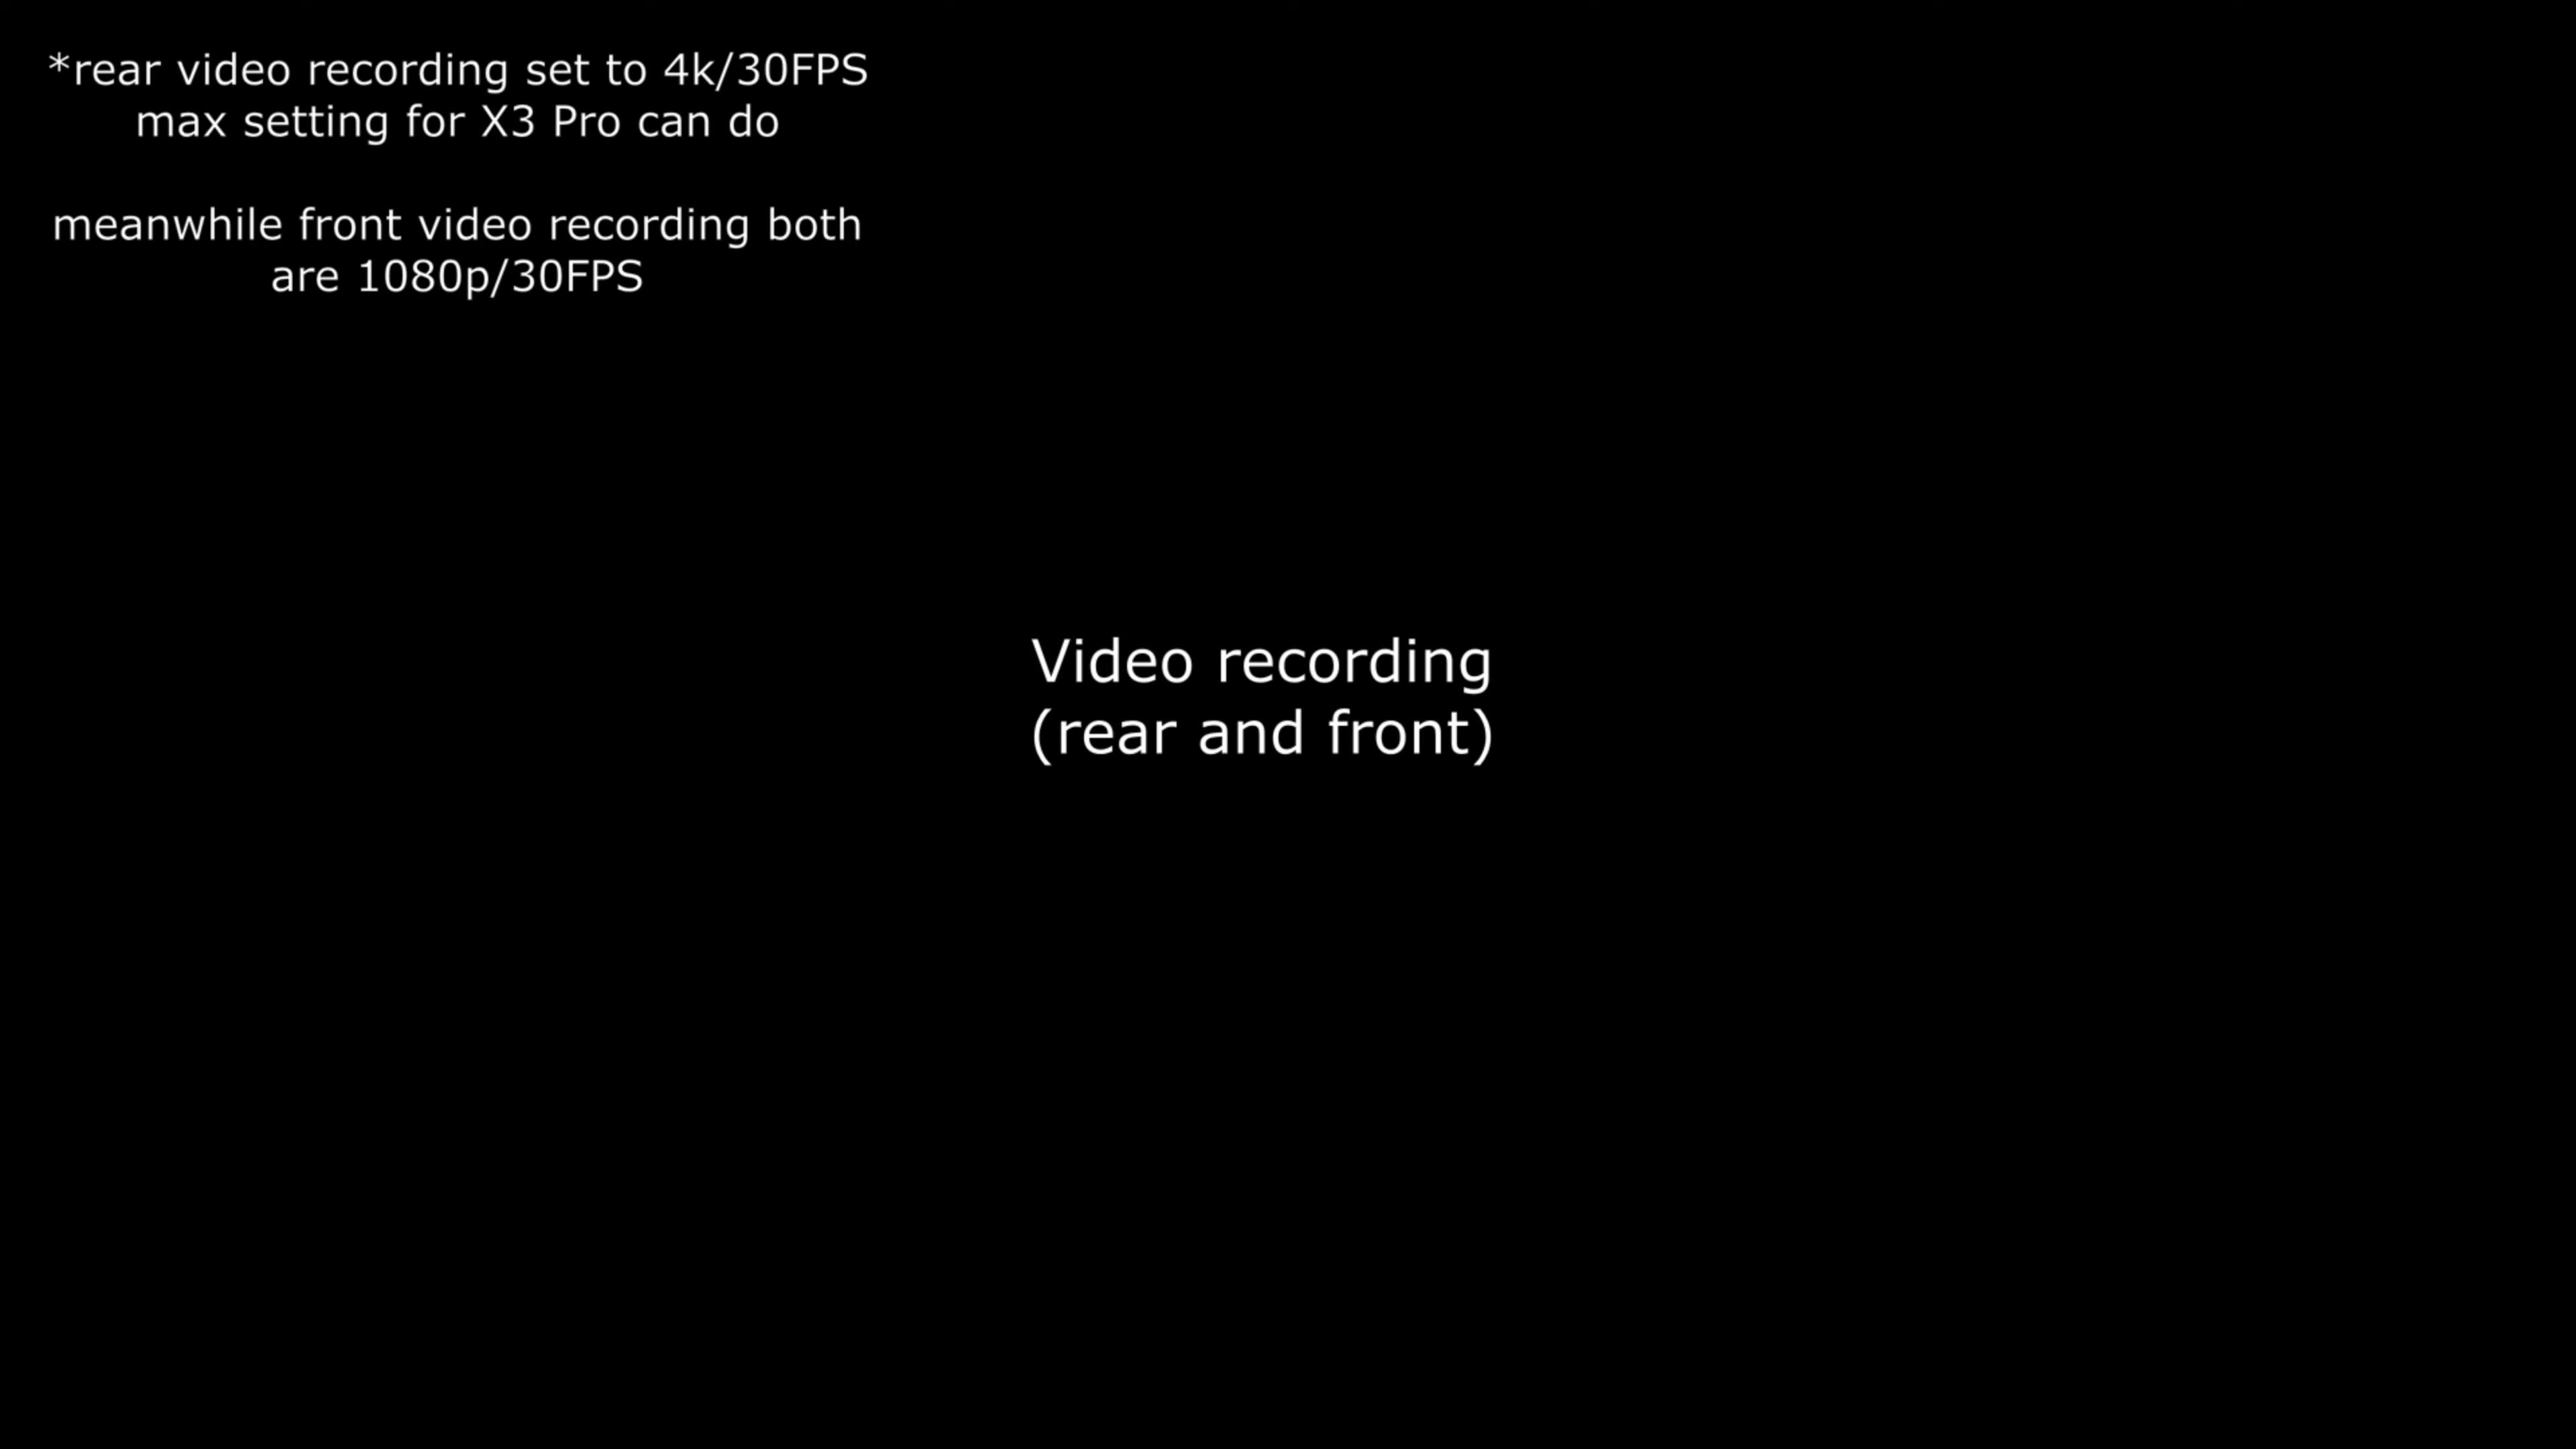 *rear video recording set to 4k/30FPS
max setting for X3 Pro can do
meanwhile front video recording both
are 1080p/30FPS
Video recording
(rear and front)